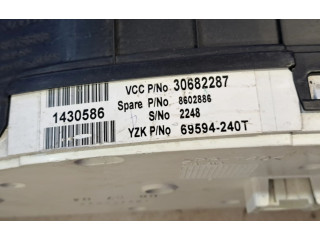 VCC P/No 30682287
1430586
Spare P/No 8602886
S/No 2248
YZK P/No 69594-240T